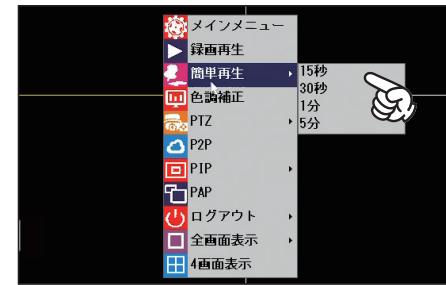 メインメニュー
録画再生
簡単再生
15秒
30秒
1分
5分
色調補正
PTZ
P2P
PIP
PAP
ログアウト
全画面表示
4画面表示